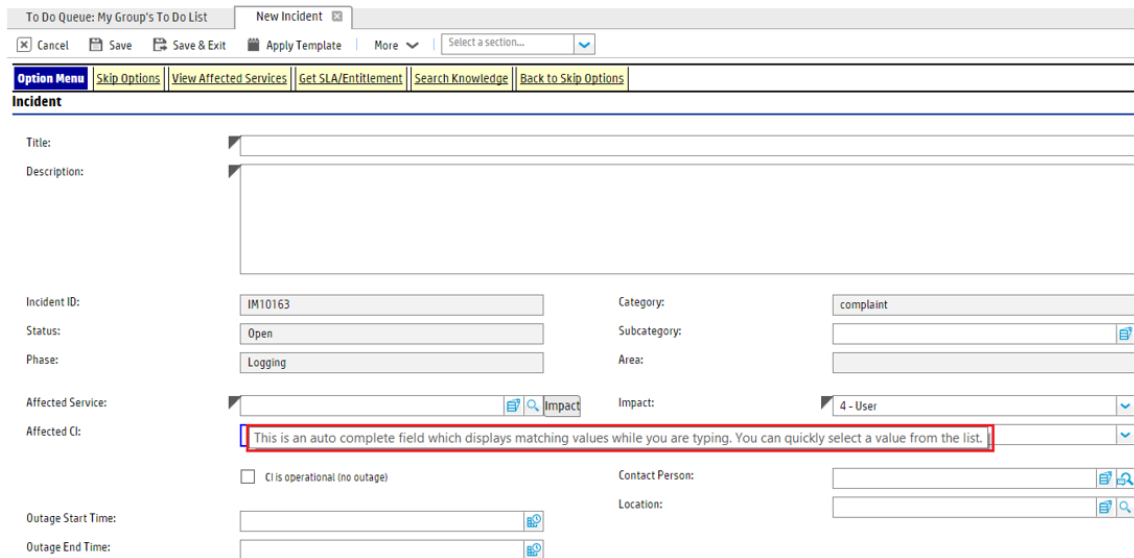 To Do Queue: My Group's To Do List New Incident
Cancel Save Save & Exit Apply Template More Select a section...
Option Menu Skip Options View Affected Services Get SLA/Entitlement Search Knowledge Back to Skip Options
Incident
Title:
Description:
Incident ID: IM10163 Category: complaint
Status: Open Subcategory:
Phase: Logging Area:
Affected Service: Impact Impact: 4 - User
Affected CI: This is an auto complete field which displays matching values while you are typing. You can quickly select a value from the list.
CI is operational (no outage) Contact Person:
Location:
Outage Start Time:
Outage End Time: